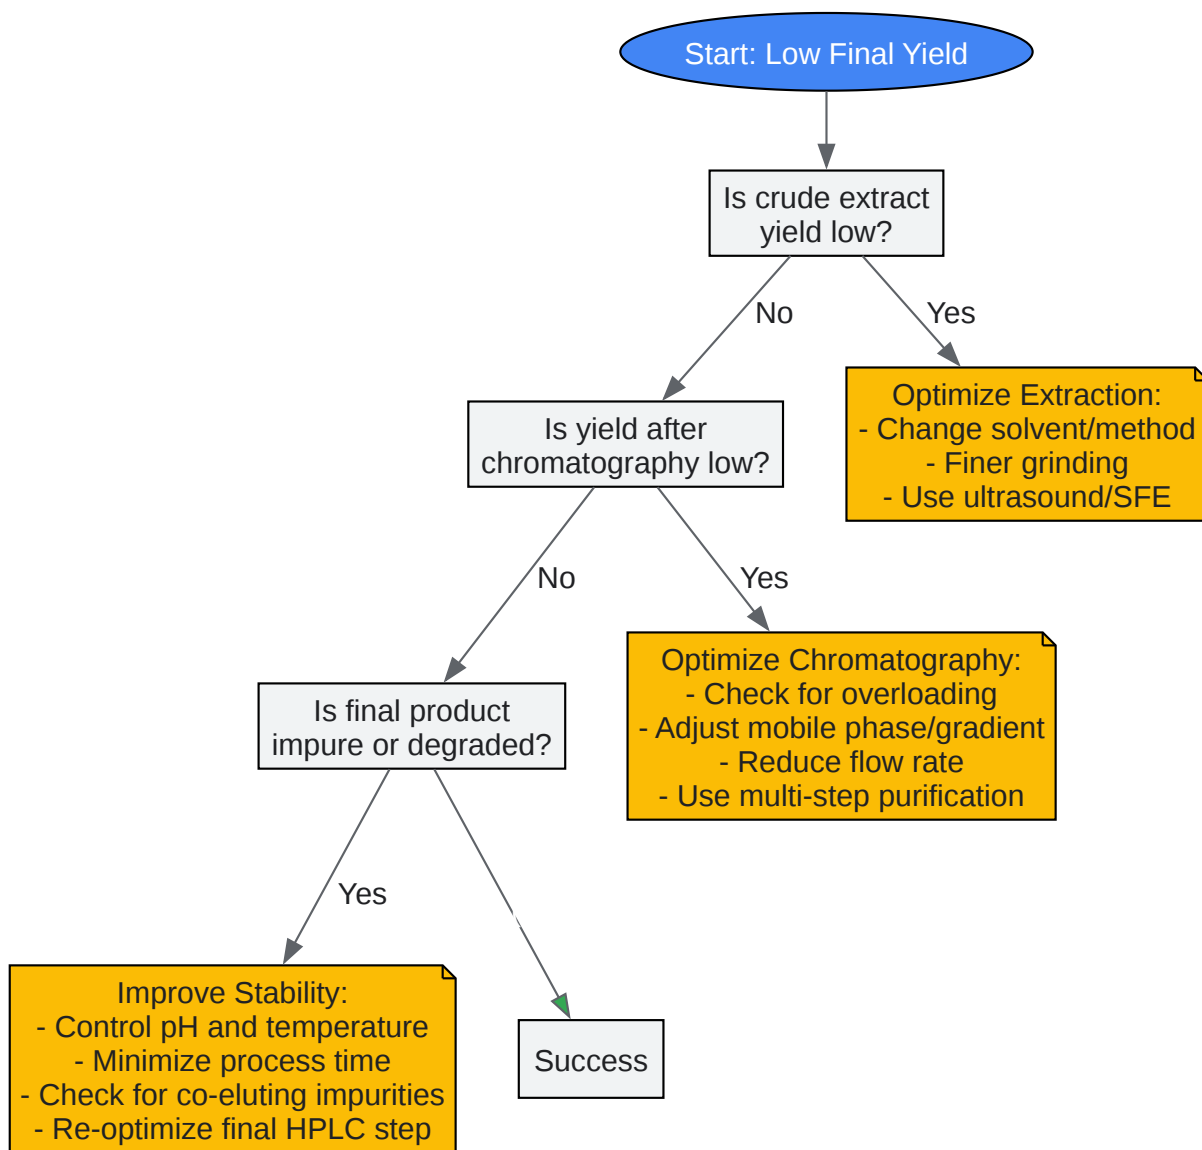 Start: Low Final Yield
Is crude extract
yield low?
No
Yes
Optimize Extraction:
- Change solvent/method
- Finer grinding
- Use ultrasound/SFE
Is yield after
chromatography low?
No
Yes
Optimize Chromatography:
- Check for overloading
- Adjust mobile phase/gradient
- Reduce flow rate
- Use multi-step purification
Is final product
impure or degraded?
Yes
Improve Stability:
- Control pH and temperature
- Minimize process time
- Check for co-eluting impurities
- Re-optimize final HPLC step
Success